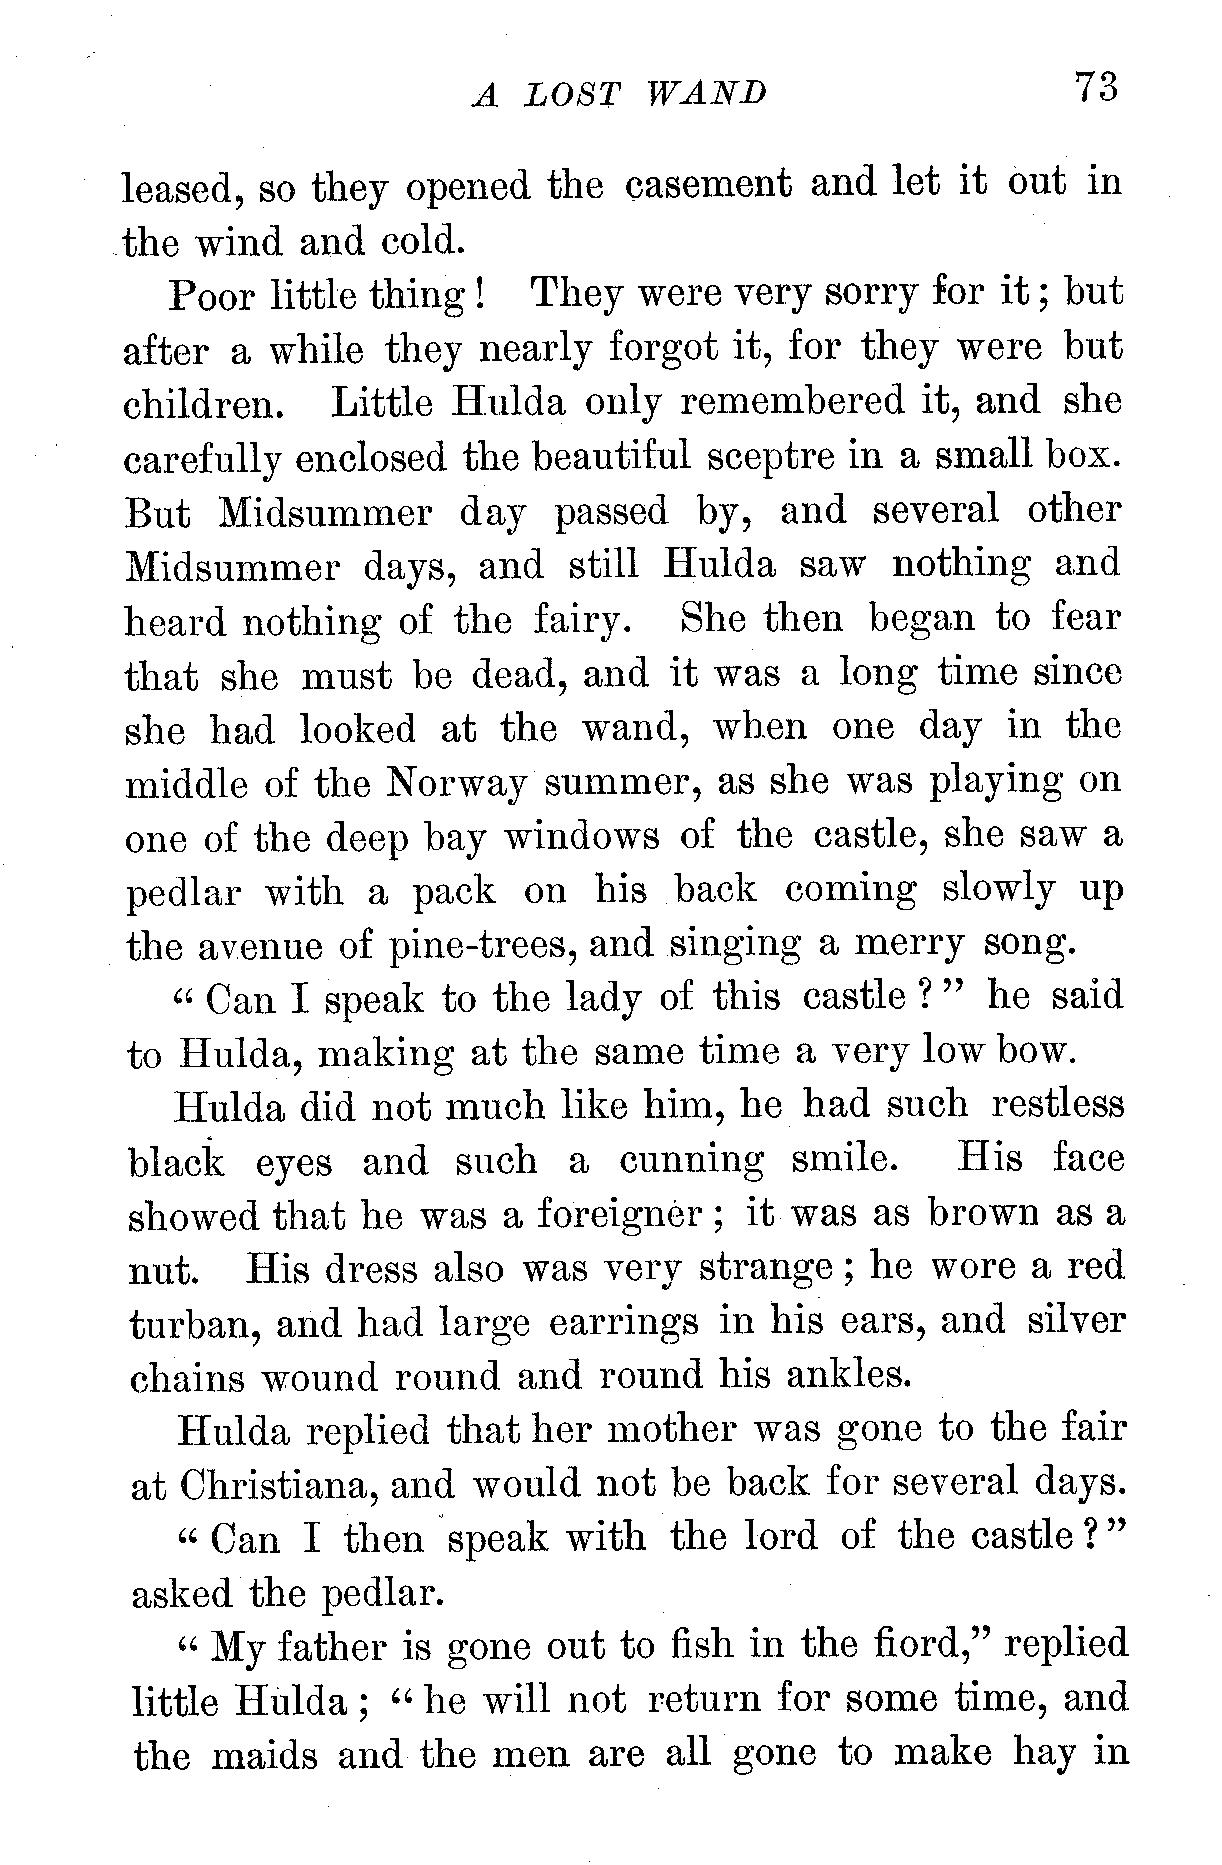 A LOST WAND 73
leased, so they opened the casement and let it out in
the wind and cold.
Poor little thing! They were very sorry for it; but
after a while they nearly forgot it, for they were but
children. Little Hulda only remembered it, and she
carefully enclosed the beautiful sceptre in a small box.
But Midsummer day passed by, and several other
Midsummer days, and still Hulda saw nothing and
heard nothing of the fairy. She then began to fear
that she must be dead, and it was a long time since
she had looked at the wand, when one day in the
middle of the Norway summer, as she was playing on
one of the deep bay windows of the castle, she saw a
pedlar with a pack on his back coming slowly up
the avenue of pine-trees, and singing a merry song.
“Can I speak to the lady of this castle?” he said
to Hulda, making at the same time a very low bow.
Hulda did not much like him, he had such restless
black eyes and such a cunning smile. His face
showed that he was a foreigner; it was as brown as a
nut. His dress also was very strange; he wore a red
turban, and had large earrings in his ears, and silver
chains wound round and round his ankles.
Hulda replied that her mother was gone to the fair
at Christiana, and would not be back for several days.
“Can I then speak with the lord of the castle?”
asked the pedlar.
“My father is gone out to fish in the fiord,” replied
little Hulda; “he will not return for some time, and
the maids and the men are all gone to make hay in